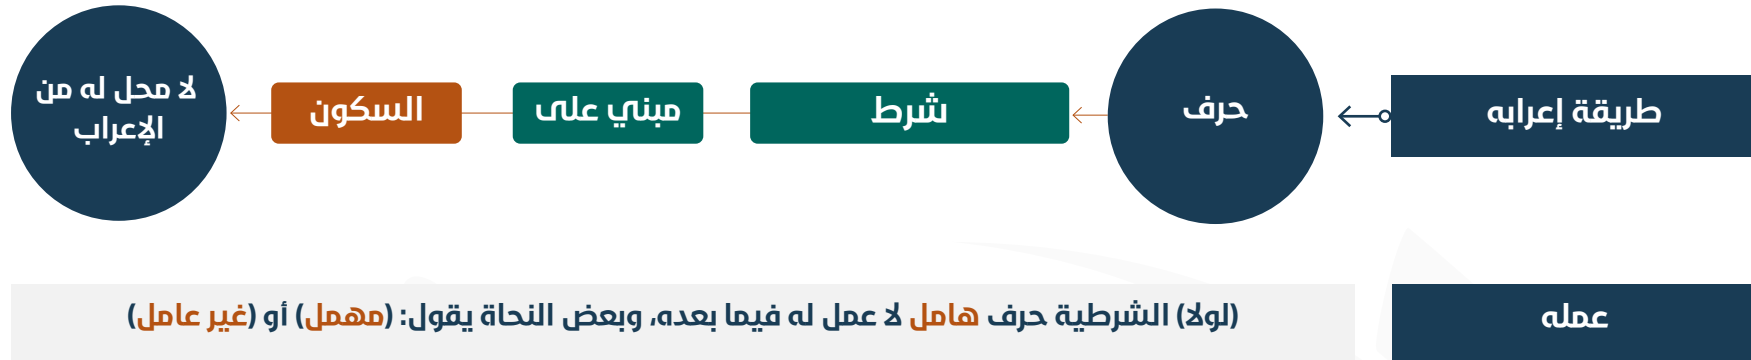 طريقة إعرابه
حرف
شرط
مبني على
السكون
لا محل له من
الإعراب
عمله
(لولا) الشرطية حرف هامل لا عمل له فيما بعده، وبعض النحاة يقول: (مهمل) أو (غير عامل)